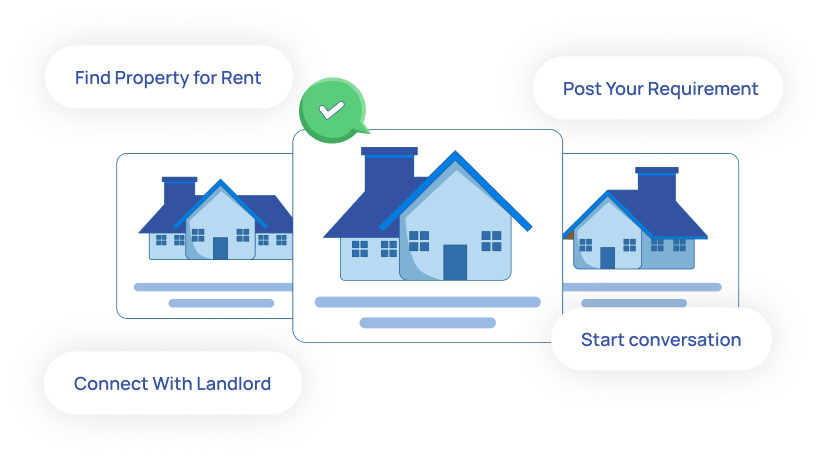 Find Property for Rent
Post Your Requirement
Start conversation
Connect With Landlord